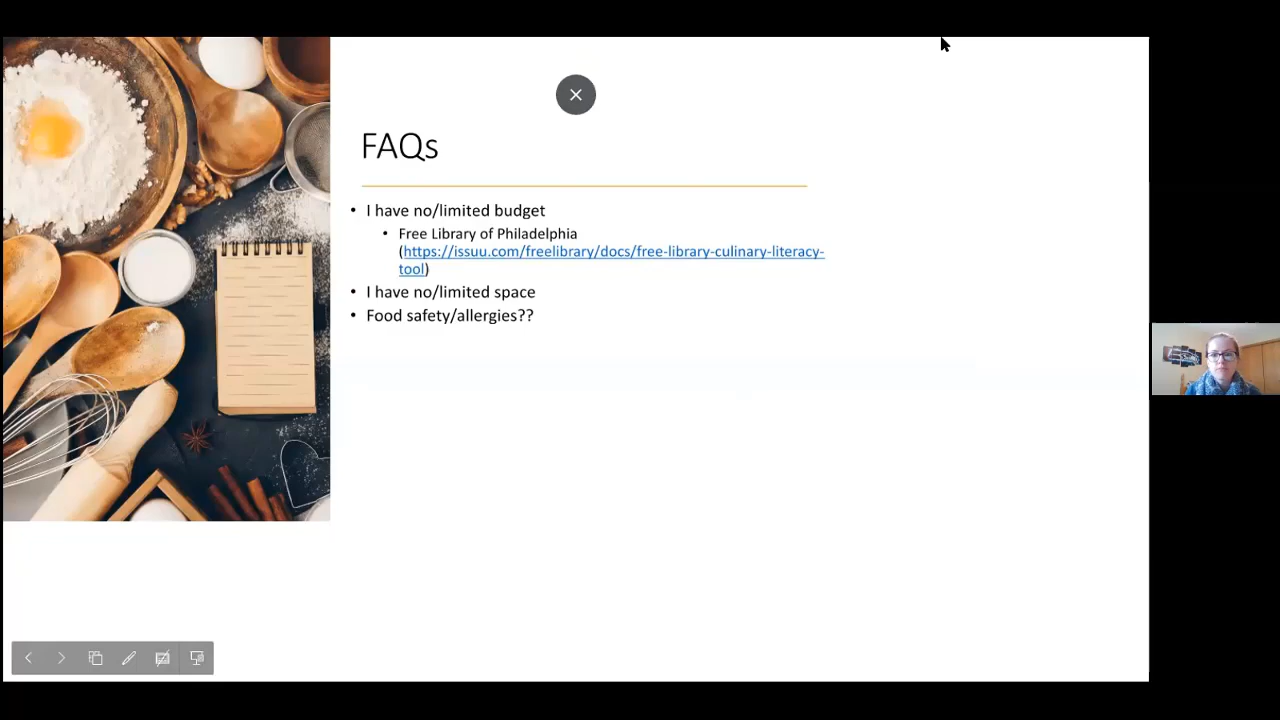 FAQs
• I have no/limited budget
• Free Library of Philadelphia
(https://issuu.com/freelibrary/docs/free-library-culinary-literacy-
tool)
• I have no/limited space
• Food safety/allergies??